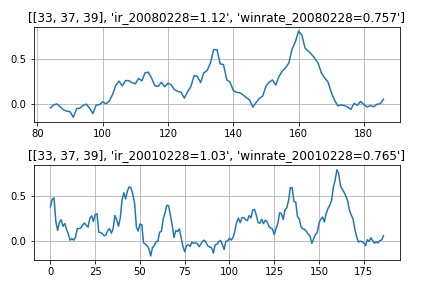 [[33, 37, 39], 'ir_20080228=1.12', 'winrate_20080228=0.757']
0.5
0.0
80 100 120 140 160 180
[[33, 37, 39], 'ir_20010228=1.03', 'winrate_20010228=0.765']
0.5
0.0
0 25 50 75 100 125 150 175